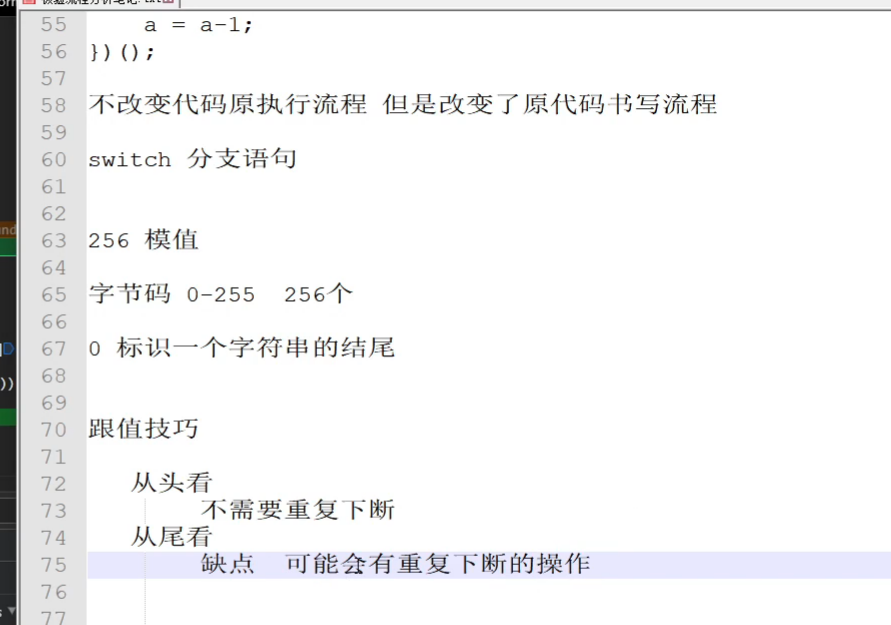 55 a = a-1;
56 })();
57
58 不改变代码原执行流程 但是改变了原代码书写流程
59
60 switch 分支语句
61
62
63 256 模值
64
65 字节码 0-255 256个
66
67 0 标识一个字符串的结尾
68
69
70 跟值技巧
71
72 从头看
73 不需要重复下断
74 从尾看
75 缺点 可能会有重复下断的操作
76
77